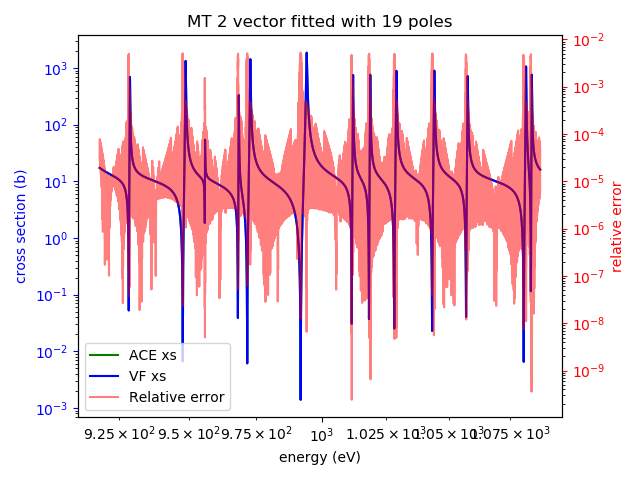 MT 2 vector fitted with 19 poles
cross section (b)
10³
10²
10¹
10⁰
10⁻¹
10⁻²
10⁻³
10⁻²
10⁻³
10⁻⁴
10⁻⁵
10⁻⁶
10⁻⁷
10⁻⁸
10⁻⁹
relative error
ACE xs
VF xs
Relative error
9.25 × 10² 9.5 × 10² 9.75 × 10² 10³ 1.025 × 10³ 1.05 × 10³ 1.075 × 10³
energy (eV)